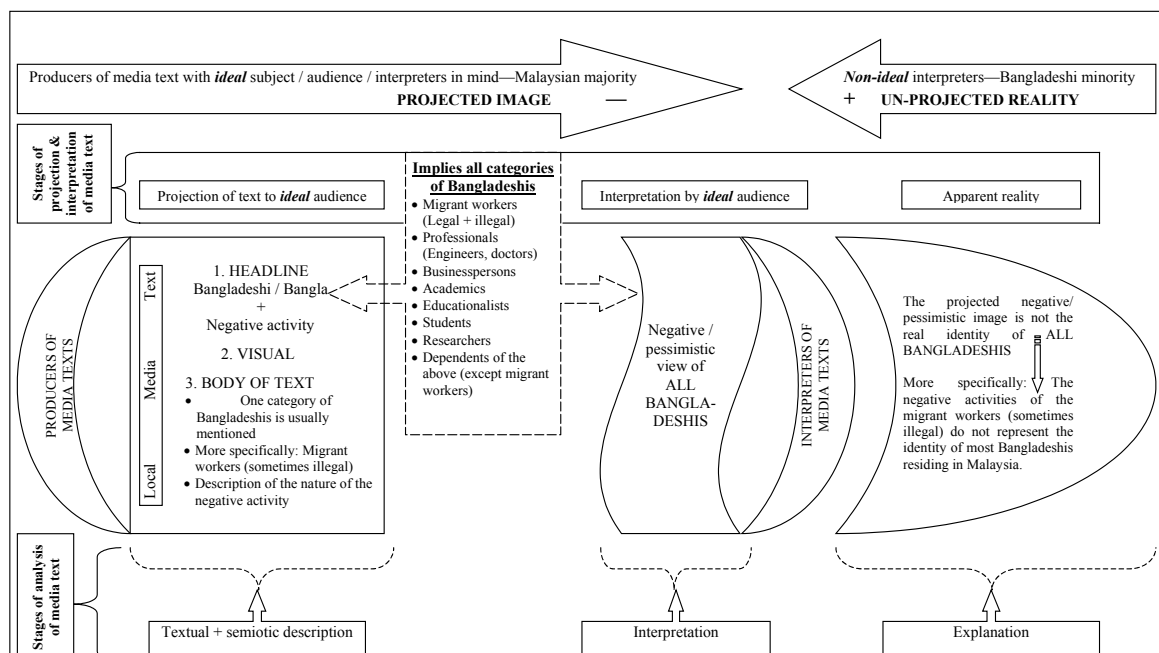 Producers of media text with ideal subject / audience / interpreters in mind—Malaysian majority
PROJECTED IMAGE —
Non-ideal interpreters—Bangladeshi minority
+ UN-PROJECTED REALITY
Stages of
projection &
interpretation
of media text
Projection of text to ideal audience
Implies all categories
of Bangladeshis
• Migrant workers
(Legal + illegal)
• Professionals
(Engineers, doctors)
• Businesspersons
• Academics
• Educationalists
• Students
• Researchers
• Dependents of the
above (except migrant
workers)
Interpretation by ideal audience
Apparent reality
PRODUCERS OF
MEDIA TEXTS
Local Media Text
1. HEADLINE
Bangladeshi / Bangla
+
Negative activity
2. VISUAL
3. BODY OF TEXT
• One category of
Bangladeshis is usually
mentioned
• More specifically: Migrant
workers (sometimes illegal)
• Description of the nature of the
negative activity
Negative /
pessimistic
view of
ALL
BANGLA-
DESHIS
INTERPRETERS OF
MEDIA TEXTS
The projected negative/
pessimistic image is not the
real identity of ALL
BANGLADESHIS
More specifically: The
negative activities of the
migrant workers (sometimes
illegal) do not represent the
identity of most Bangladeshis
residing in Malaysia.
Stages of analysis
of media text
Textual + semiotic description
Interpretation
Explanation